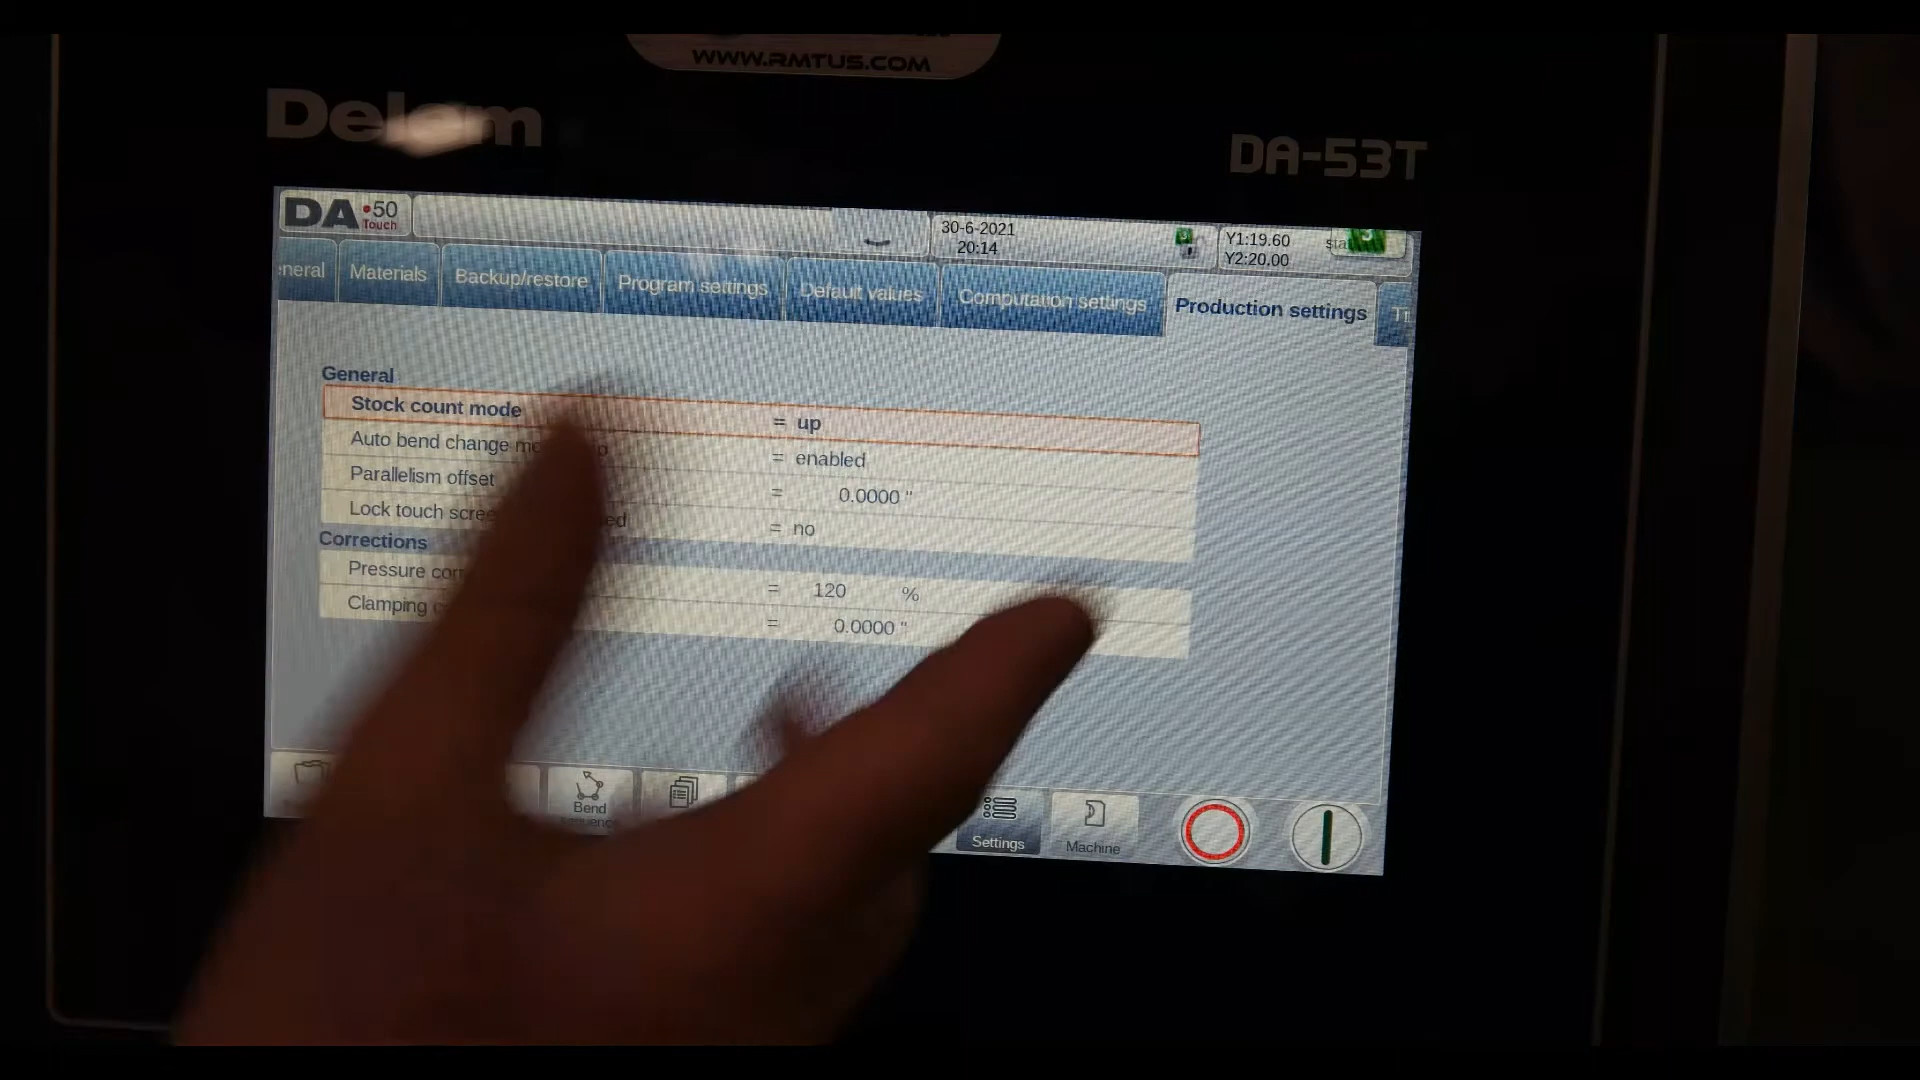 WWW.RMTUS.COM
Delem
DA-53T
DA•50
Touch
30-6-2021
20:14
Y1:19.60
Y2:20.00
sta
neral
Materials
Backup/restore
Program settings
Default values
Computation settings
Production settings
General
Stock count mode = up
Auto bend change mo = enabled
Parallelism offset = 0.0000 "
Lock touch scree ed = no
Corrections
Pressure corr = 120 %
Clamping c = 0.0000 "
Bend
Settings
Machine